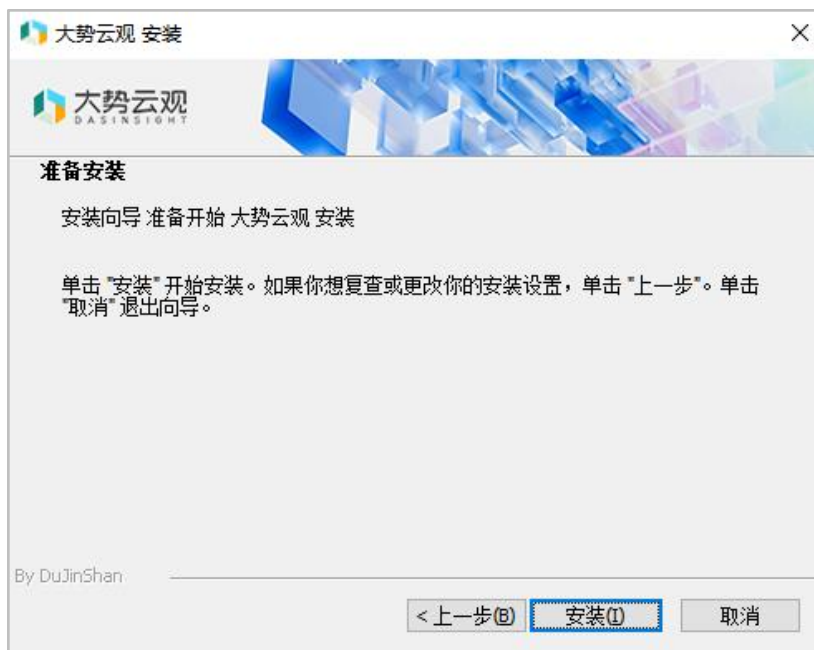 大势云观 安装
大势云观
DASINSIGHT
准备安装
安装向导 准备开始 大势云观 安装
单击 "安装" 开始安装。如果你想复查或更改你的安装设置，单击 "上一步"。单击
"取消" 退出向导。
By DuJinShan
< 上一步(B) 安装(I) 取消